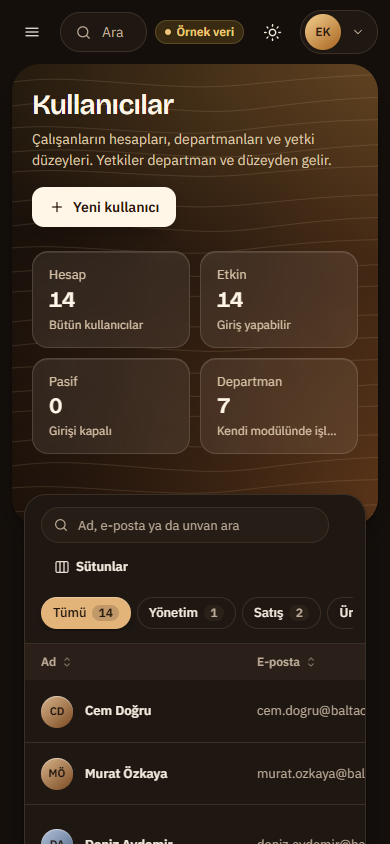 Ara
Örnek veri
EK
Kullanıcılar
Çalışanların hesapları, departmanları ve yetki
düzeyleri. Yetkiler departman ve düzeyden gelir.
Yeni kullanıcı
Hesap
14
Bütün kullanıcılar
Etkin
14
Giriş yapabilir
Pasif
0
Girişi kapalı
Departman
7
Kendi modülünde işl...
Ad, e-posta ya da unvan ara
Sütunlar
Tümü 14
Yönetim 1
Satış 2
Ür
Ad
E-posta
CD
Cem Doğru
cem.dogru@baltac
MÖ
Murat Özkaya
murat.ozkaya@bal